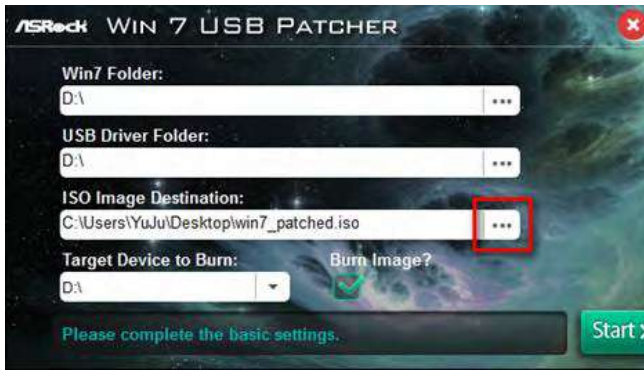 ASRock WIN 7 USB PATCHER
Win7 Folder:
D:\
...
USB Driver Folder:
D:\
...
ISO Image Destination:
C:\Users\YuJu\Desktop\win7_patched.iso
...
Target Device to Burn:
Burn Image?
D:\
Please complete the basic settings.
Start